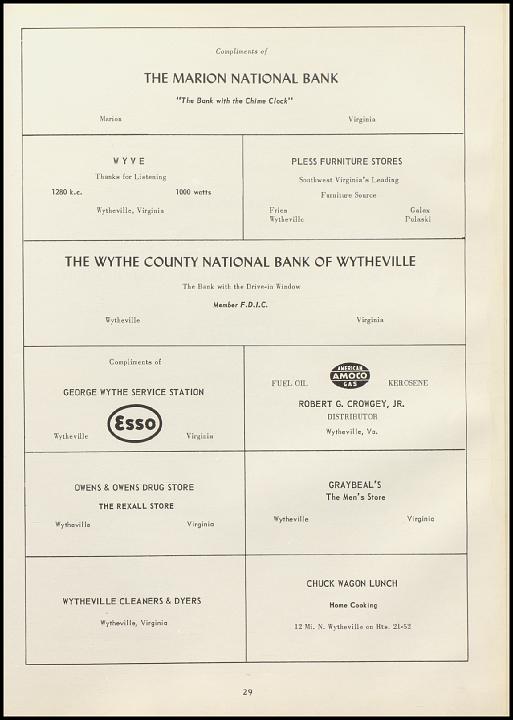 Compliments of
THE MARION NATIONAL BANK
"The Bank with the Chime Clock"
Marion Virginia
WYVE
Thanks for Listening
1280 k.c. 1000 watts
Wytheville, Virginia
PLESS FURNITURE STORES
Southwest Virginia's Leading
Furniture Source
Fries Galax
Wytheville Pulaski
THE WYTHE COUNTY NATIONAL BANK OF WYTHEVILLE
The Bank with the Drive-in Window
Member F.D.I.C.
Wytheville Virginia
Compliments of
GEORGE WYTHE SERVICE STATION
Esso
Wytheville Virginia
AMERICAN
AMOCO
GAS
FUEL OIL KEROSENE
ROBERT G. CROWGEY, JR.
DISTRIBUTOR
Wytheville, Va.
OWENS & OWENS DRUG STORE
THE REXALL STORE
Wytheville Virginia
GRAYBEAL'S
The Men's Store
Wytheville Virginia
WYTHEVILLE CLEANERS & DYERS
Wytheville, Virginia
CHUCK WAGON LUNCH
Home Cooking
12 Mi. N. Wytheville on Hts. 21-52
29